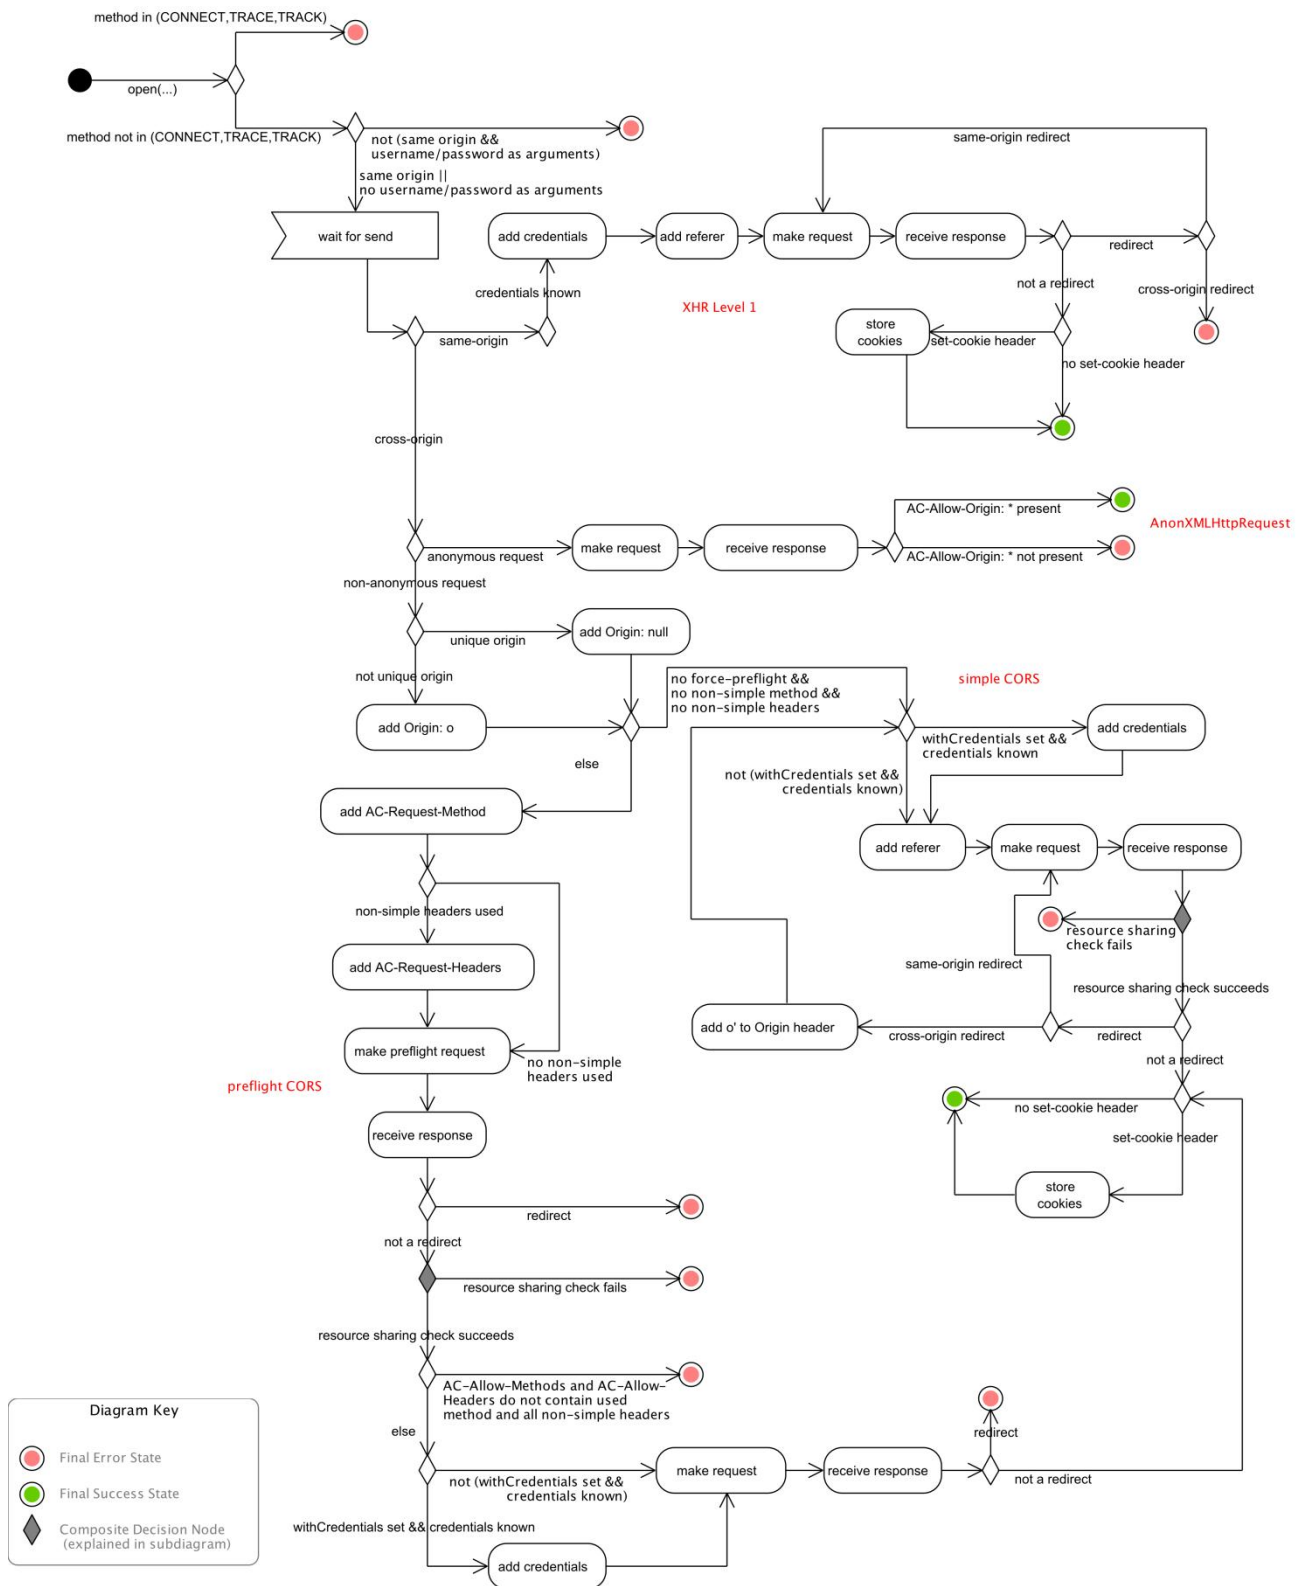 method in (CONNECT,TRACE,TRACK)
open(...)
method not in (CONNECT,TRACE,TRACK)
not (same origin &&
username/password as arguments)
same origin ||
no username/password as arguments
same-origin redirect
wait for send
add credentials
add referer
make request
receive response
redirect
not a redirect
cross-origin redirect
credentials known
XHR Level 1
same-origin
store
cookies
set-cookie header
no set-cookie header
cross-origin
AC-Allow-Origin: * present
AnonXMLHttpRequest
anonymous request
make request
receive response
AC-Allow-Origin: * not present
non-anonymous request
unique origin
add Origin: null
not unique origin
no force-preflight &&
no non-simple method &&
no non-simple headers
simple CORS
add Origin: o
withCredentials set &&
credentials known
add credentials
else
not (withCredentials set &&
credentials known)
add AC-Request-Method
add referer
make request
receive response
non-simple headers used
resource sharing
check fails
add AC-Request-Headers
same-origin redirect
resource sharing check succeeds
add o' to Origin header
cross-origin redirect
redirect
not a redirect
make preflight request
no non-simple
headers used
preflight CORS
no set-cookie header
set-cookie header
receive response
store
cookies
redirect
not a redirect
resource sharing check fails
resource sharing check succeeds
AC-Allow-Methods and AC-Allow-
Headers do not contain used
method and all non-simple headers
else
redirect
not (withCredentials set &&
credentials known)
make request
receive response
not a redirect
withCredentials set && credentials known
add credentials
Diagram Key
Final Error State
Final Success State
Composite Decision Node
(explained in subdiagram)